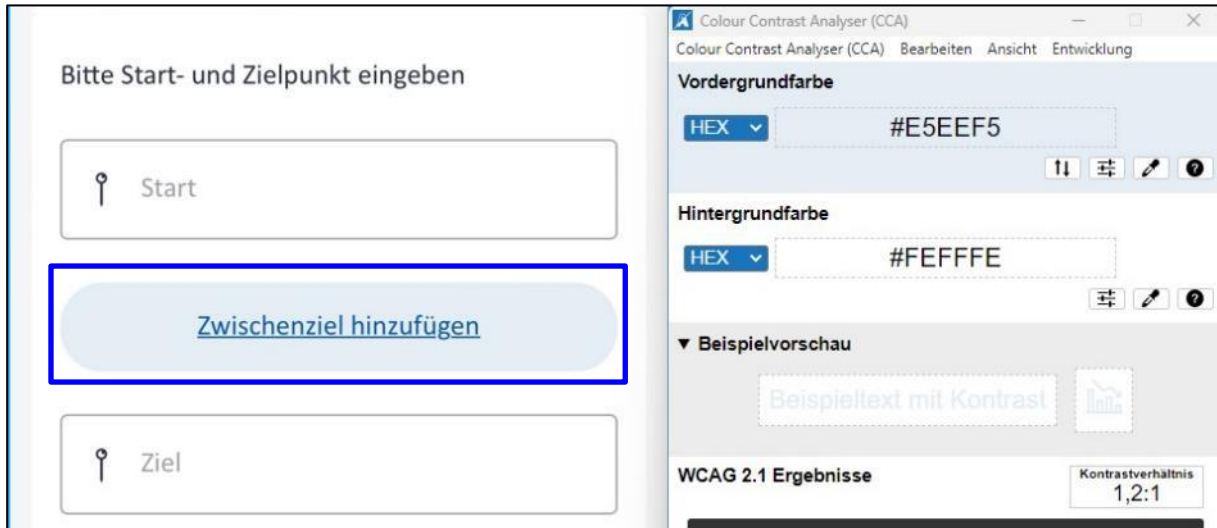 Bitte Start- und Zielpunkt eingeben
Start
Zwischenziel hinzufügen
Ziel
Colour Contrast Analyser (CCA)
Colour Contrast Analyser (CCA) Bearbeiten Ansicht Entwicklung
Vordergrundfarbe
HEX #E5EEF5
Hintergrundfarbe
HEX #FEFFFE
▼ Beispielvorschau
Beispieltext mit Kontrast
WCAG 2.1 Ergebnisse
Kontrastverhältnis
1,2:1